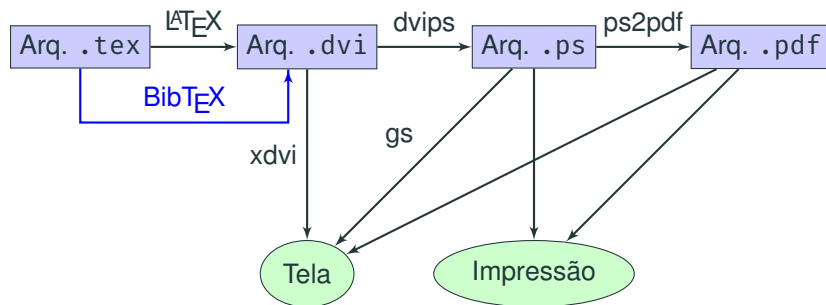 LATEX dvips ps2pdf
Arq. .tex Arq. .dvi Arq. .ps Arq. .pdf
BibTEX
xdvi gs
Tela Impressão